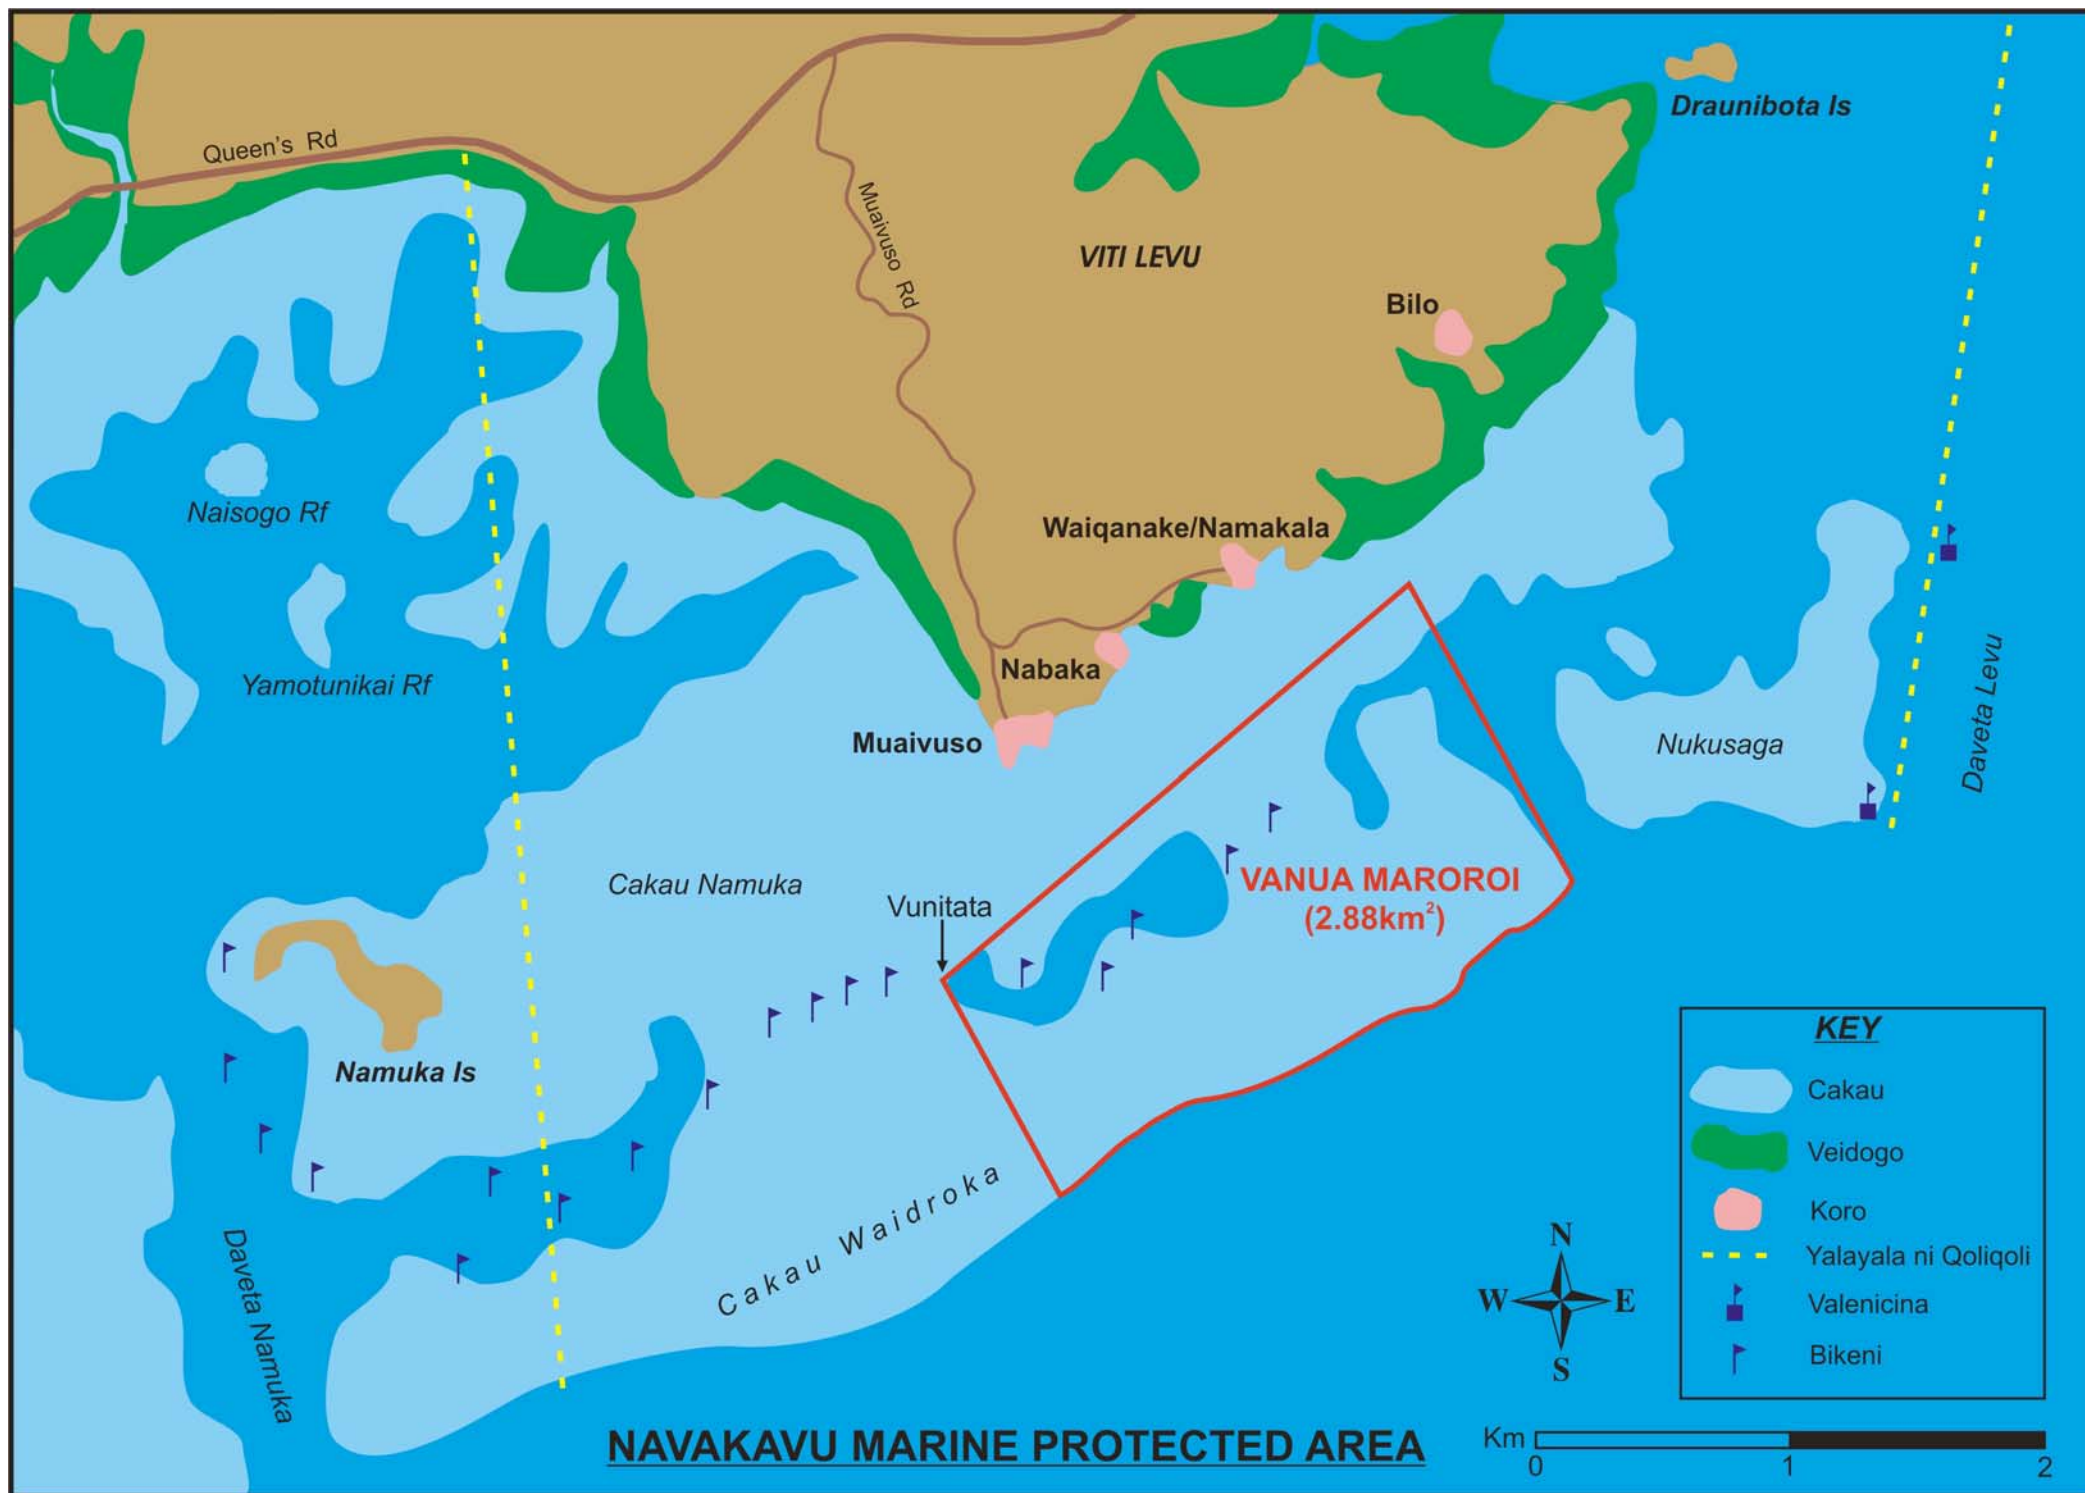 Draunibota Is
Queen's Rd
Muaivuso Rd
VITI LEVU
Bilo
Naisogo Rf
Waiqanake/Namakala
Yamotunikai Rf
Nabaka
Muaivuso
Nukusaga
Daveta Levu
Cakau Namuka
Vunitata
VANUA MAROROI
(2.88km²)
Namuka Is
Cakau Waidroka
Daveta Namuka
KEY
Cakau
Veidogo
Koro
Yalayala ni Qoliqoli
Valenicina
Bikeni
N
W E
S
NAVAKAVU MARINE PROTECTED AREA
Km
0 1 2